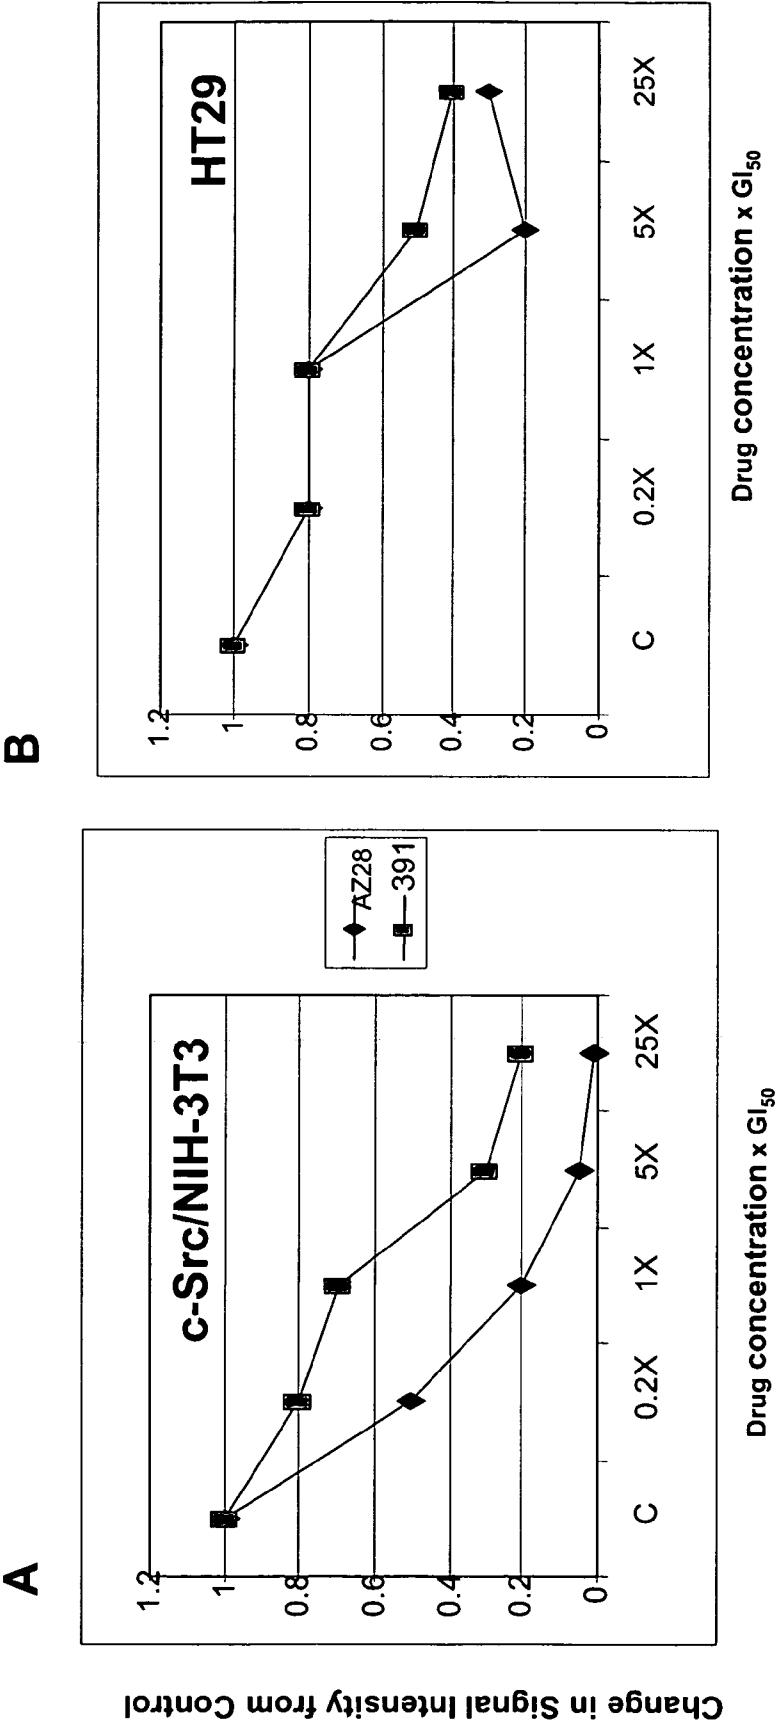 A
c-Src/NIH-3T3
1.2
1
0.8
0.6
0.4
0.2
0
C
0.2X
1X
5X
25X
Drug concentration x GI50
Change in Signal Intensity from Control
AZ28
391
B
HT29
1.2
1
0.8
0.6
0.4
0.2
0
C
0.2X
1X
5X
25X
Drug concentration x GI50